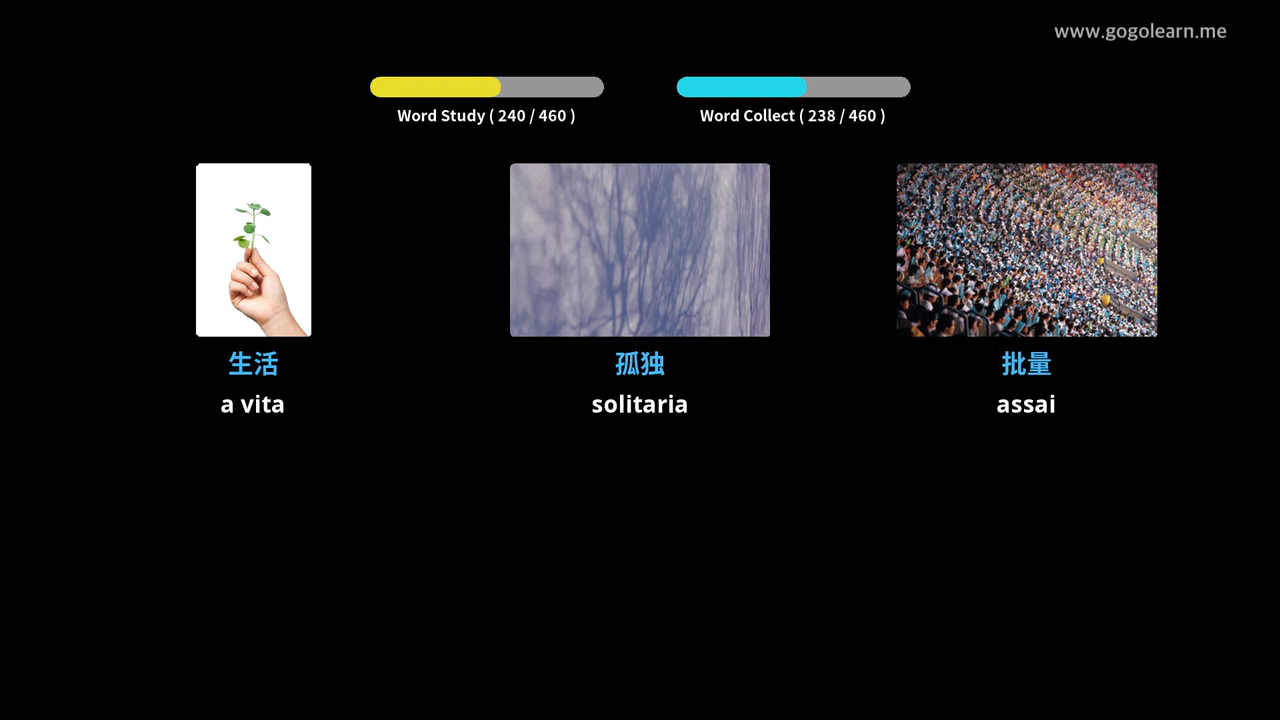 www.gogolearn.me
Word Study ( 240 / 460 )
Word Collect ( 238 / 460 )
生活
孤独
批量
a vita
solitaria
assai